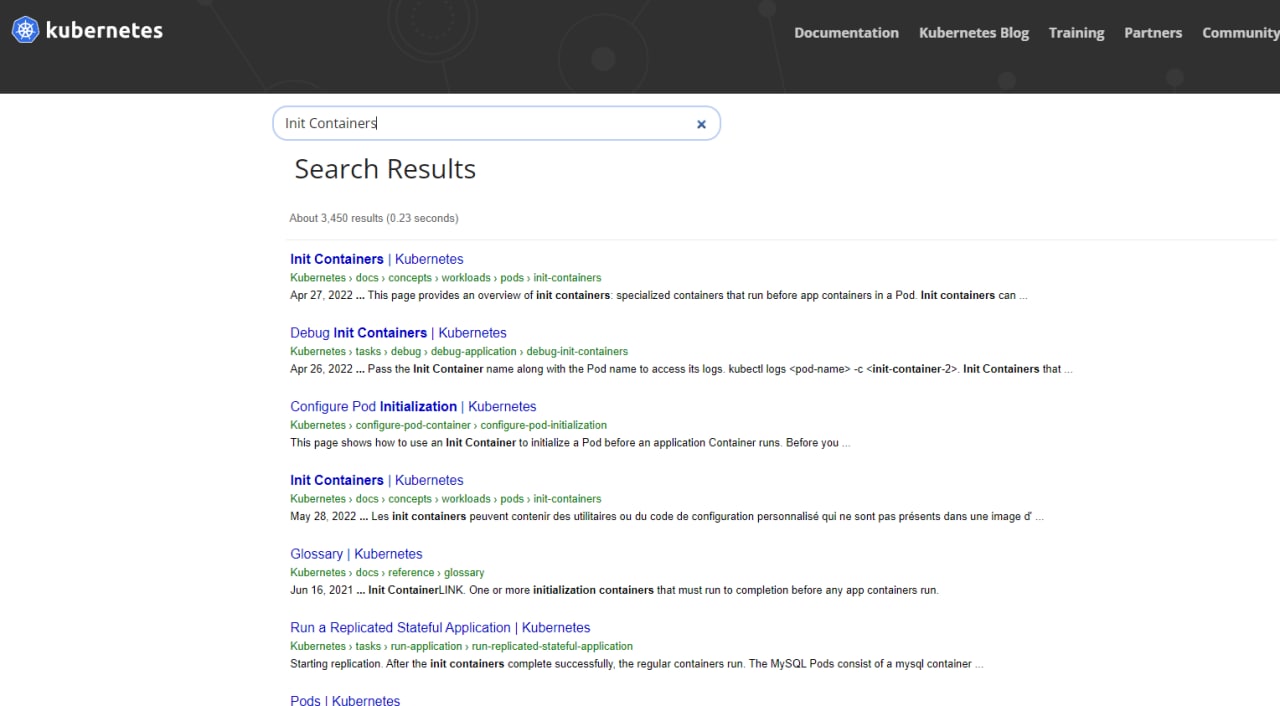 kubernetes
Documentation Kubernetes Blog Training Partners Community
Init Containers
Search Results
About 3,450 results (0.23 seconds)
Init Containers | Kubernetes
Kubernetes › docs › concepts › workloads › pods › init-containers
Apr 27, 2022 ... This page provides an overview of init containers: specialized containers that run before app containers in a Pod. Init containers can ...
Debug Init Containers | Kubernetes
Kubernetes › tasks › debug › debug-application › debug-init-containers
Apr 26, 2022 ... Pass the Init Container name along with the Pod name to access its logs. kubectl logs <pod-name> -c <init-container-2>. Init Containers that ...
Configure Pod Initialization | Kubernetes
Kubernetes › configure-pod-container › configure-pod-initialization
This page shows how to use an Init Container to initialize a Pod before an application Container runs. Before you ...
Init Containers | Kubernetes
Kubernetes › docs › concepts › workloads › pods › init-containers
May 28, 2022 ... Les init containers peuvent contenir des utilitaires ou du code de configuration personnalisé qui ne sont pas présents dans une image d' ...
Glossary | Kubernetes
Kubernetes › docs › reference › glossary
Jun 16, 2021 ... Init ContainerLINK. One or more initialization containers that must run to completion before any app containers run.
Run a Replicated Stateful Application | Kubernetes
Kubernetes › tasks › run-application › run-replicated-stateful-application
Starting replication. After the init containers complete successfully, the regular containers run. The MySQL Pods consist of a mysql container ...
Pods | Kubernetes